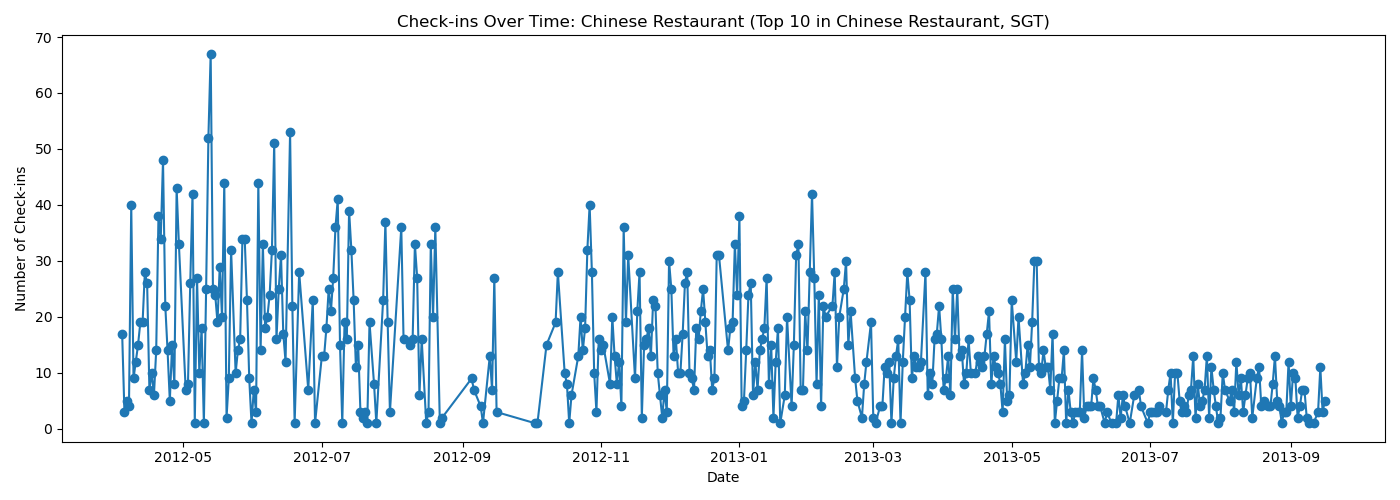 Check-ins Over Time: Chinese Restaurant (Top 10 in Chinese Restaurant, SGT)
Number of Check-ins
70
60
50
40
30
20
10
0
2012-05 2012-07 2012-09 2012-11 2013-01 2013-03 2013-05 2013-07 2013-09
Date